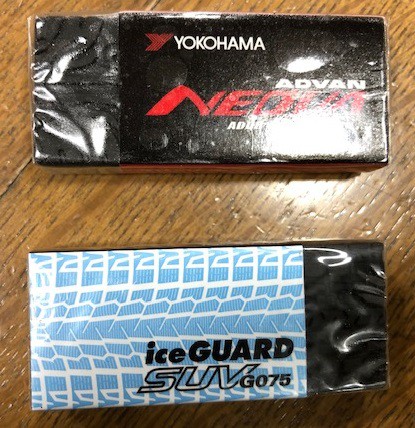 YOKOHAMA
ADVAN
NEOVA
iceGUARD
SUV G075